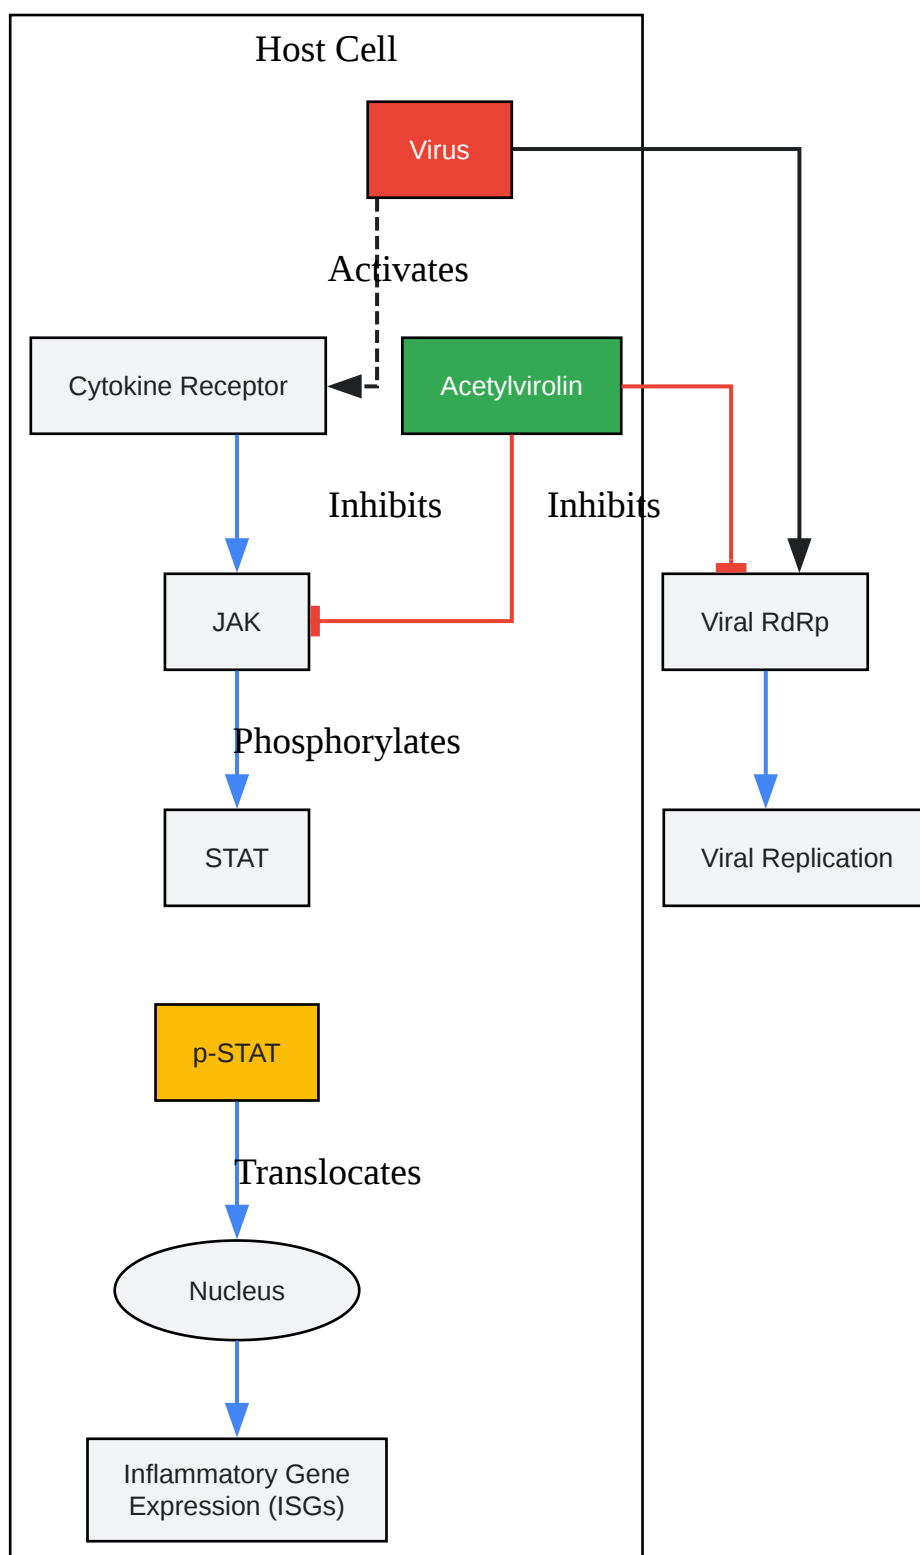 Host Cell
Virus
Activates
Cytokine Receptor
Acetylvirolin
Inhibits
Inhibits
JAK
Viral RdRp
Phosphorylates
STAT
Viral Replication
p-STAT
Translocates
Nucleus
Inflammatory Gene
Expression (ISGs)